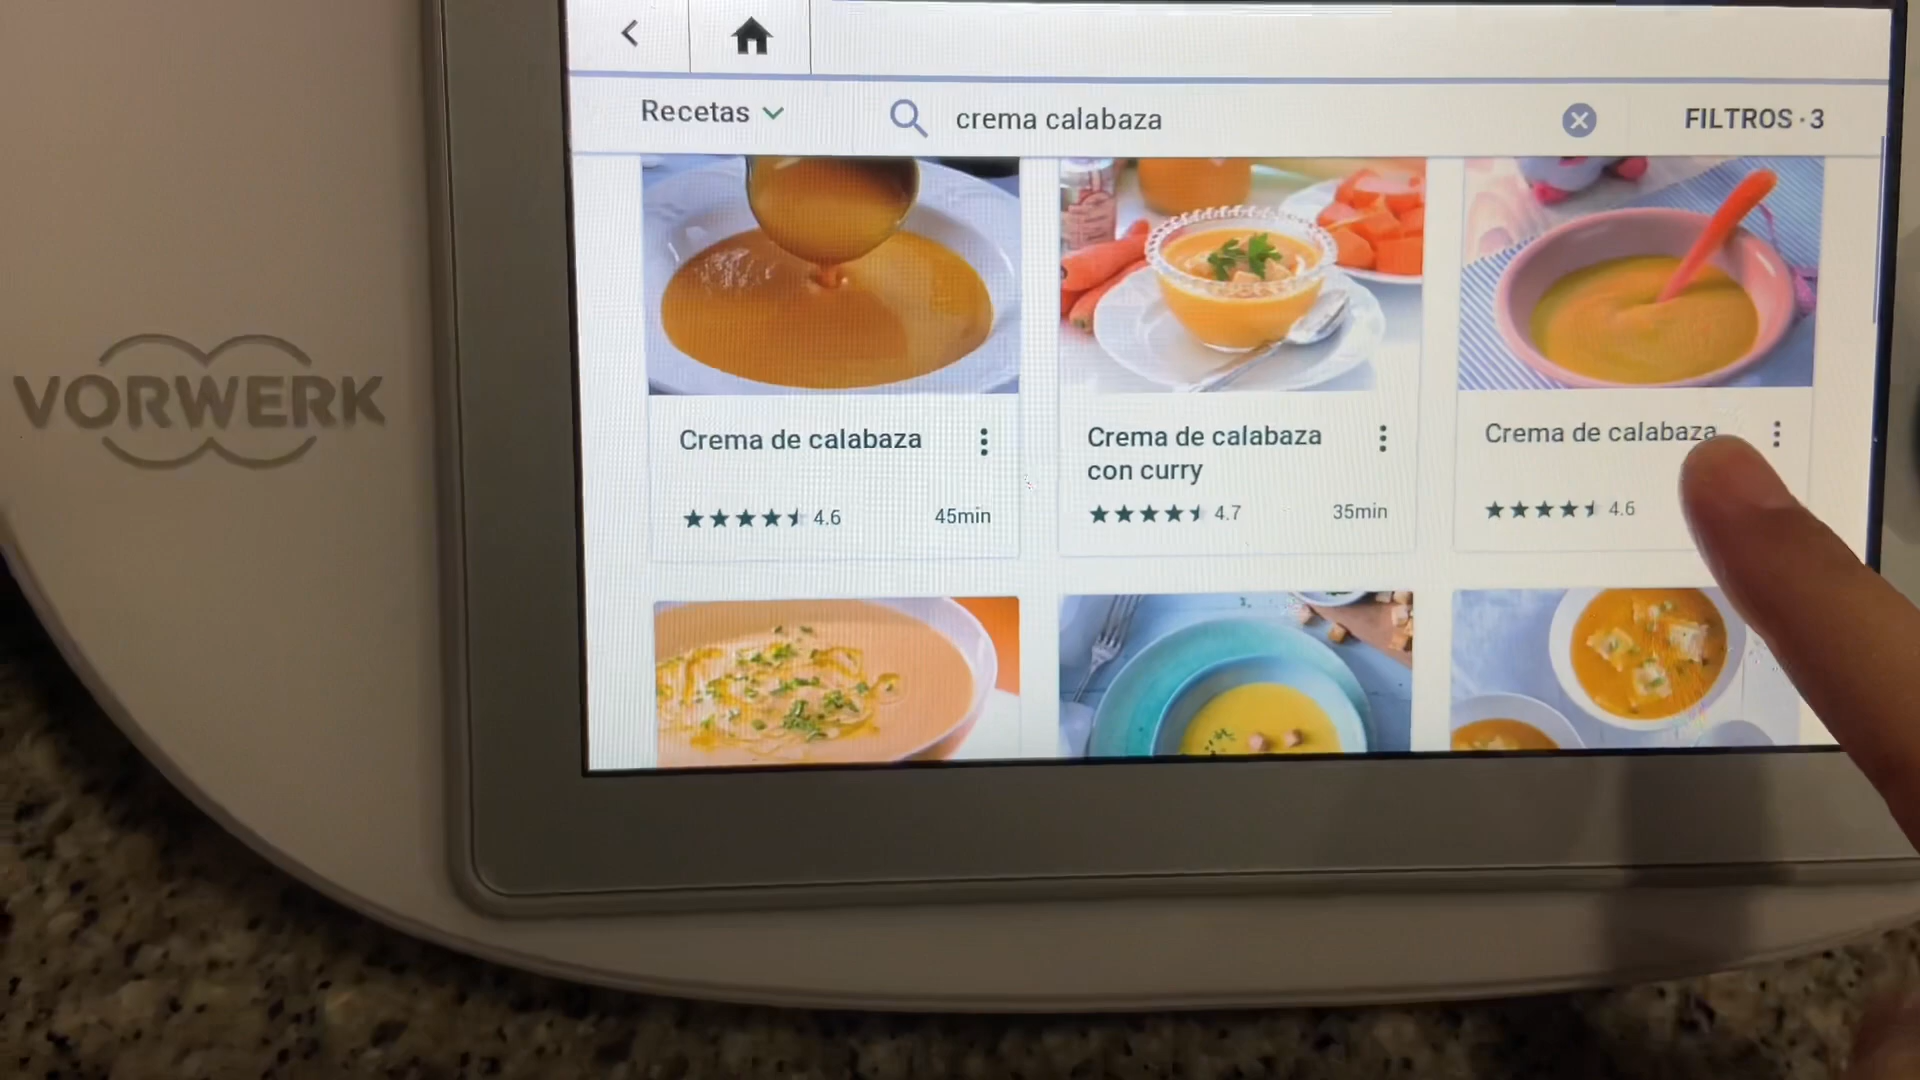 VORWERK
Recetas
crema calabaza
FILTROS · 3
Crema de calabaza
4.6
45min
Crema de calabaza
con curry
4.7
35min
Crema de calabaza
4.6